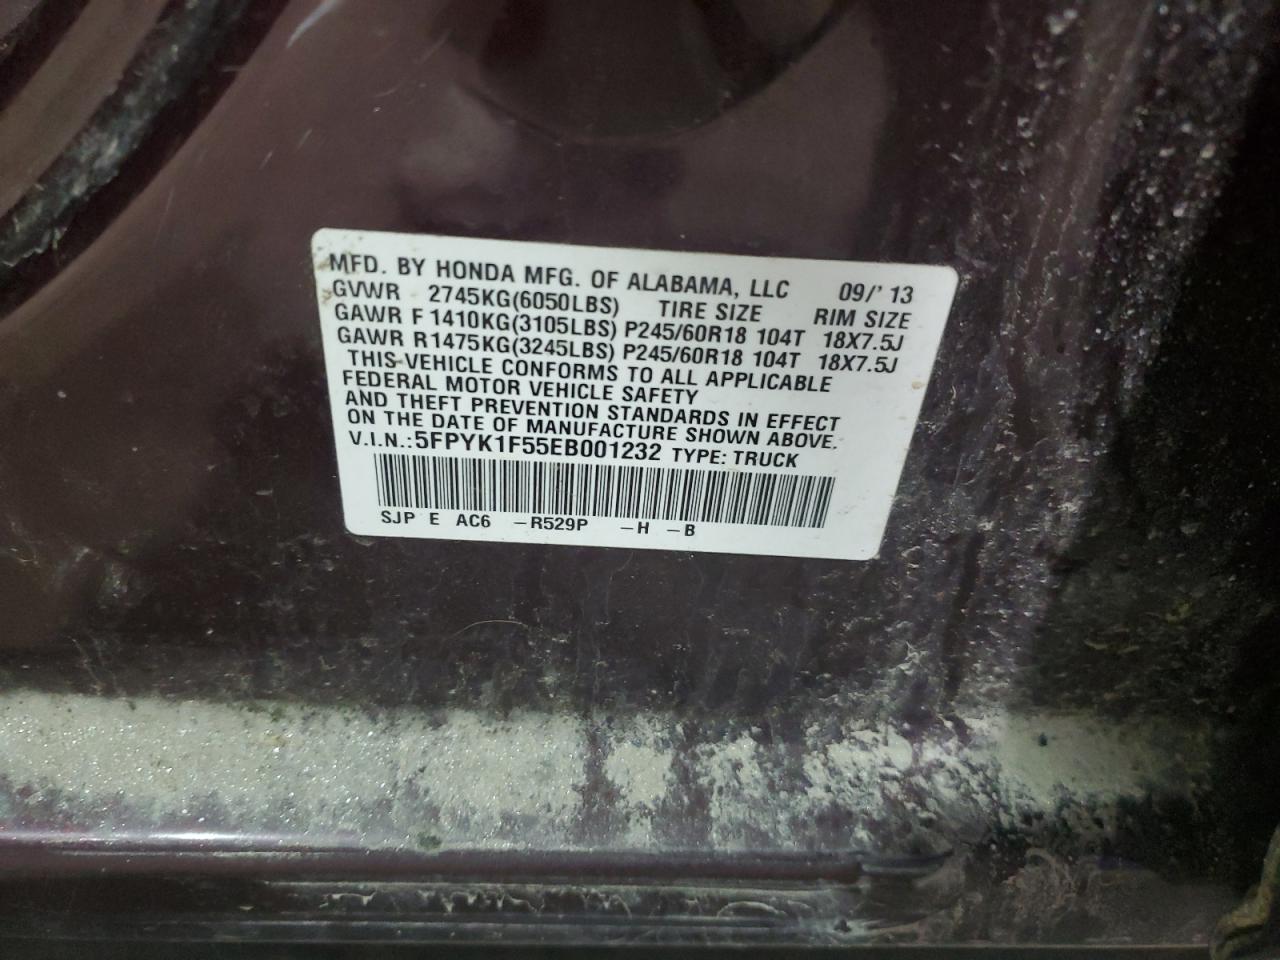 MFD. BY HONDA MFG. OF ALABAMA, LLC 09/' 13
GVWR 2745KG(6050LBS) TIRE SIZE RIM SIZE
GAWR F 1410KG(3105LBS) P245/60R18 104T 18X7.5J
GAWR R1475KG(3245LBS) P245/60R18 104T 18X7.5J
THIS VEHICLE CONFORMS TO ALL APPLICABLE
FEDERAL MOTOR VEHICLE SAFETY
AND THEFT PREVENTION STANDARDS IN EFFECT
ON THE DATE OF MANUFACTURE SHOWN ABOVE.
V.I.N.:5FPYK1F55EB001232 TYPE: TRUCK
SJP E AC6 -R529P -H -B